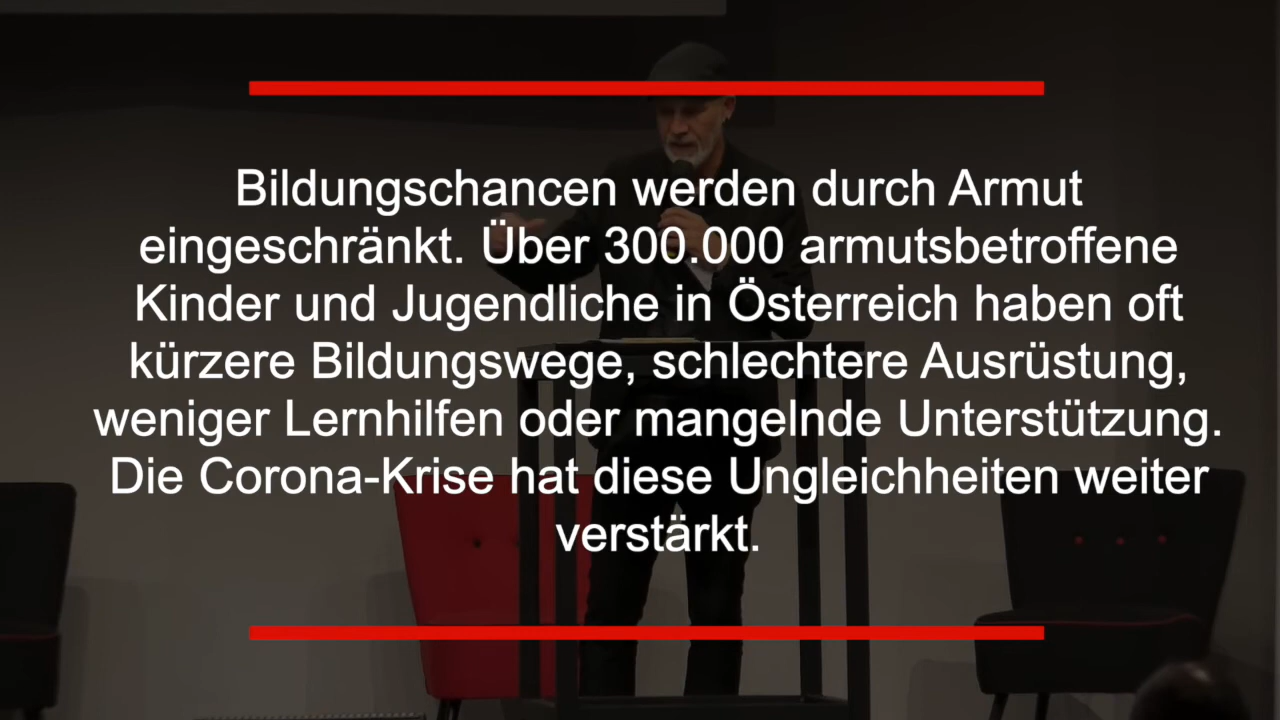 Bildungschancen werden durch Armut
eingeschränkt. Über 300.000 armutsbetroffene
Kinder und Jugendliche in Österreich haben oft
kürzere Bildungswege, schlechtere Ausrüstung,
weniger Lernhilfen oder mangelnde Unterstützung.
Die Corona-Krise hat diese Ungleichheiten weiter
verstärkt.